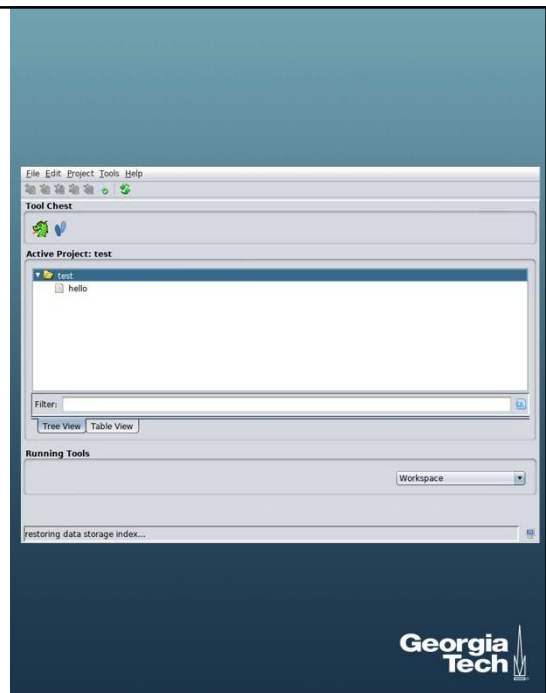 File Edit Project Tools Help
Tool Chest
Active Project: test
test
hello
Filter:
Tree View Table View
Running Tools
Workspace
restoring data storage index...
Georgia
Tech